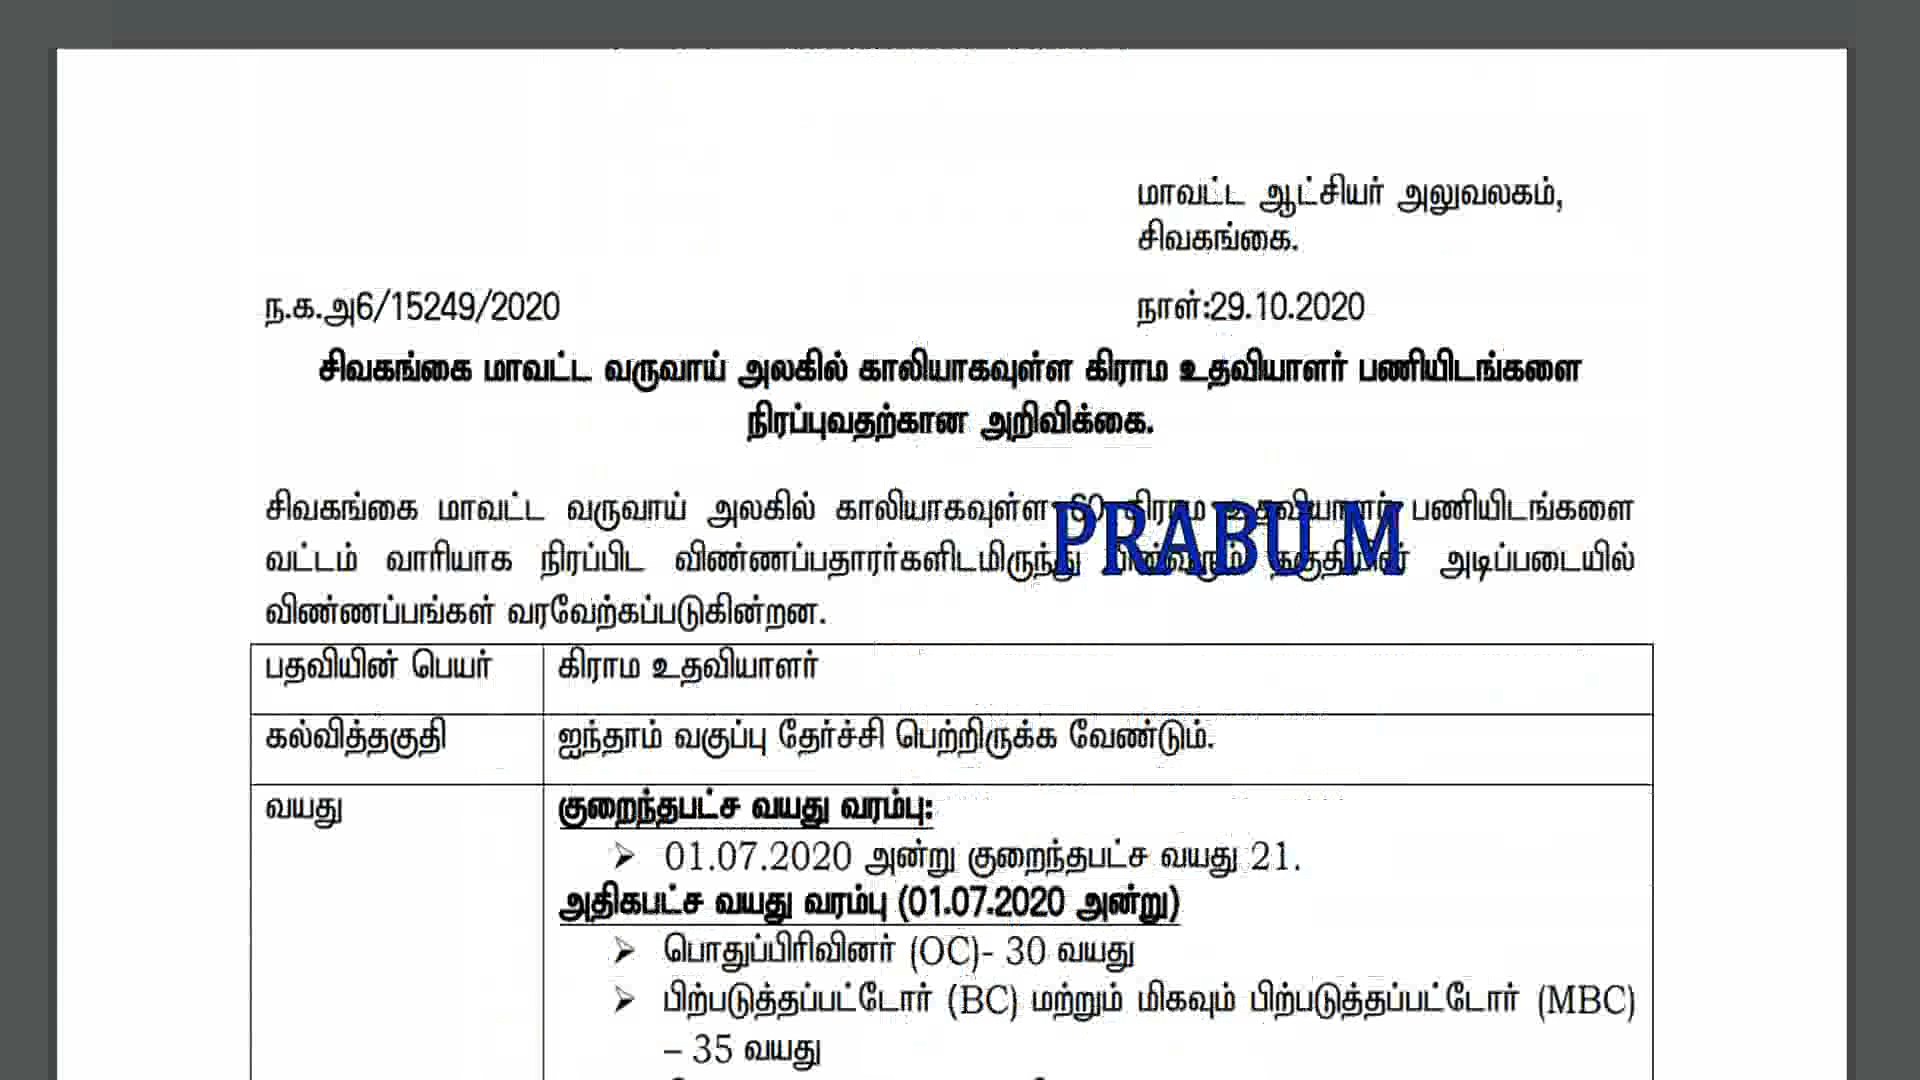 மாவட்ட ஆட்சியர் அலுவலகம்,
சிவகங்கை.
ந.க.அ6/15249/2020 நாள்:29.10.2020
சிவகங்கை மாவட்ட வருவாய் அலகில் காலியாகவுள்ள கிராம உதவியாளர் பணியிடங்களை
நிரப்புவதற்கான அறிவிக்கை.
சிவகங்கை மாவட்ட வருவாய் அலகில் காலியாகவுள்ள கிராம உதவியாளர் பணியிடங்களை
PRABU M
வட்டம் வாரியாக நிரப்பிட விண்ணப்பதாரர்களிடமிருந்து பின்வரும் தகுதியின் அடிப்படையில்
விண்ணப்பங்கள் வரவேற்கப்படுகின்றன.
பதவியின் பெயர் கிராம உதவியாளர்
கல்வித்தகுதி ஐந்தாம் வகுப்பு தேர்ச்சி பெற்றிருக்க வேண்டும்.
வயது குறைந்தபட்ச வயது வரம்பு:
➢ 01.07.2020 அன்று குறைந்தபட்ச வயது 21.
அதிகபட்ச வயது வரம்பு (01.07.2020 அன்று)
➢ பொதுப்பிரிவினர் (OC)- 30 வயது
➢ பிற்படுத்தப்பட்டோர் (BC) மற்றும் மிகவும் பிற்படுத்தப்பட்டோர் (MBC)
– 35 வயது